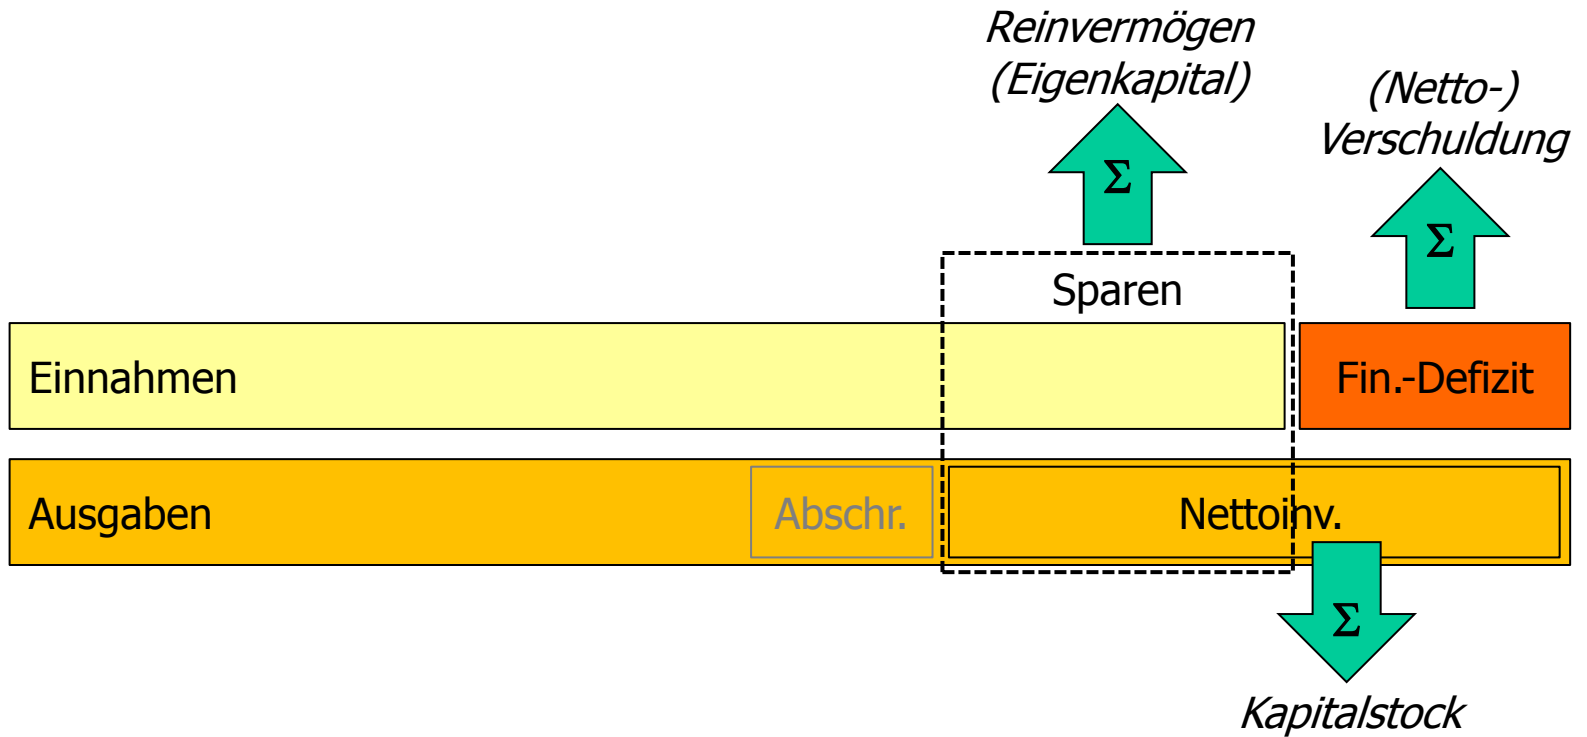 Reinvermögen
(Eigenkapital)
(Netto-)
Verschuldung
Σ
Σ
Sparen
Einnahmen
Fin.-Defizit
Ausgaben
Abschr.
Nettoinv.
Σ
Kapitalstock